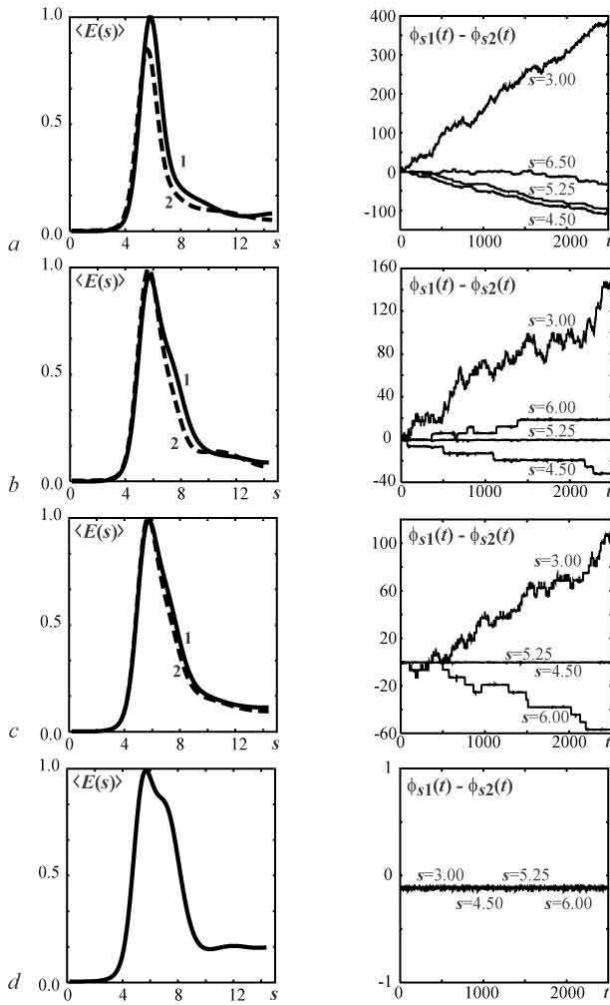 ⟨E(s)⟩
1.0
0.5
0
1
2
0 4 8 12 s
a
ϕs1(t) - ϕs2(t)
400
300
200
100
0
-100
s=3.00
s=6.50
s=5.25
s=4.50
0 1000 2000 t
⟨E(s)⟩
1.0
0.5
0
1
2
0 4 8 12 s
b
ϕs1(t) - ϕs2(t)
160
120
80
40
0
-40
s=3.00
s=6.00
s=5.25
s=4.50
0 1000 2000 t
⟨E(s)⟩
1.0
0.5
0
1
2
0 4 8 12 s
c
ϕs1(t) - ϕs2(t)
100
60
20
-20
-60
s=3.00
s=5.25
s=4.50
s=6.00
0 1000 2000 t
⟨E(s)⟩
1.0
0.5
0
0 4 8 12 s
d
ϕs1(t) - ϕs2(t)
1
0
-1
s=3.00 s=5.25
s=4.50 s=6.00
0 1000 2000 t